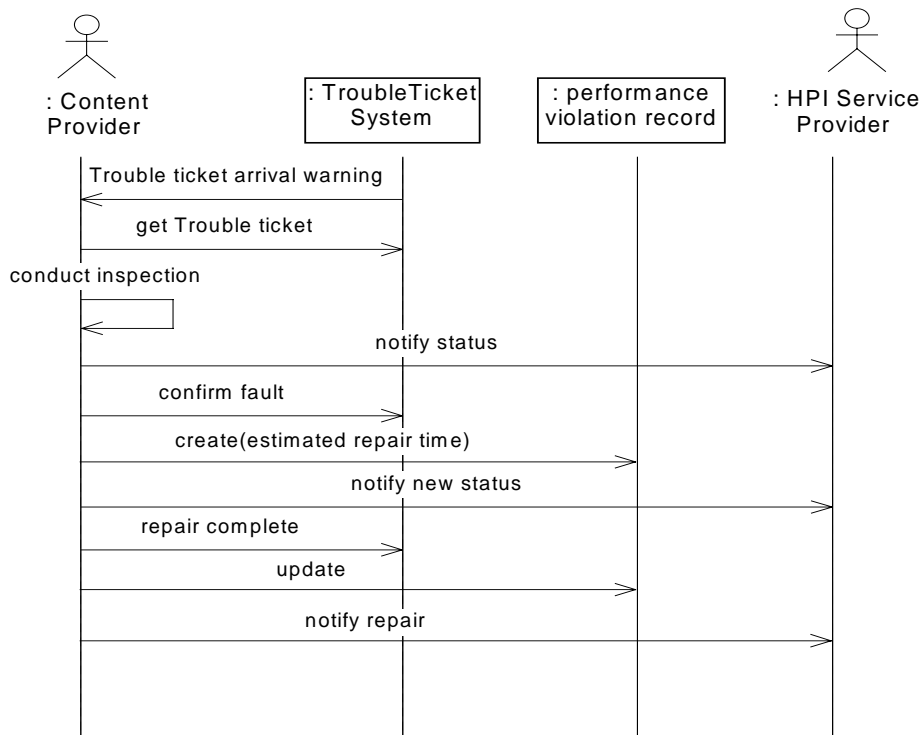 : Content
Provider
: TroubleTicket
System
: performance
violation record
: HPI Service
Provider
Trouble ticket arrival warning
get Trouble ticket
conduct inspection
notify status
confirm fault
create(estimated repair time)
notify new status
repair complete
update
notify repair